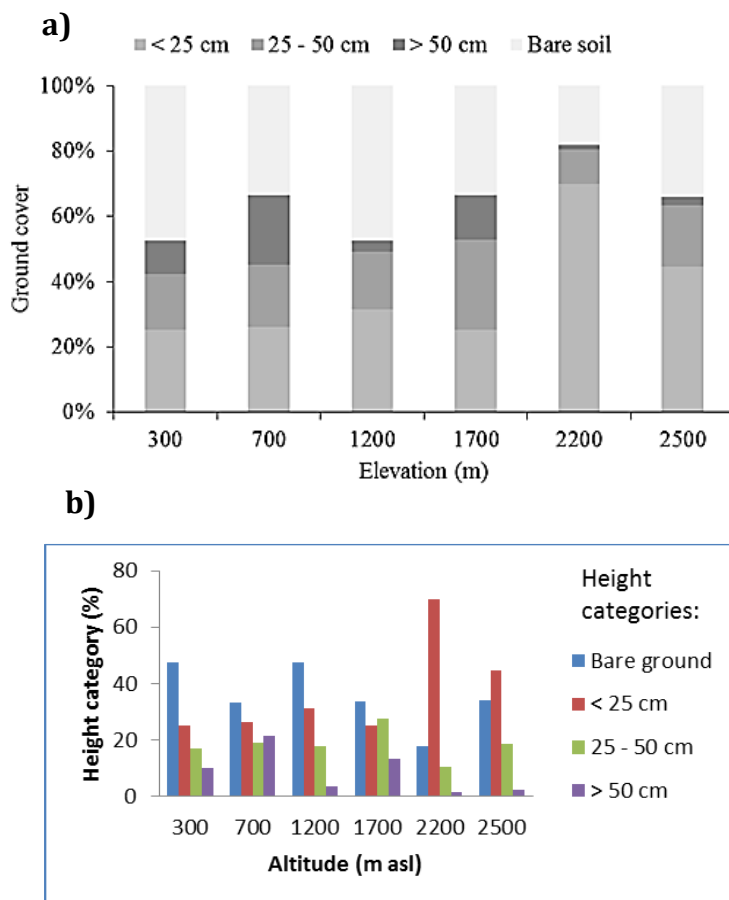 a)
< 25 cm 25 - 50 cm > 50 cm Bare soil
100%
80%
60%
40%
20%
0%
Ground cover
300 700 1200 1700 2200 2500
Elevation (m)
b)
80
60
40
20
0
Height category (%)
300 700 1200 1700 2200 2500
Altitude (m asl)
Height
categories:
Bare ground
< 25 cm
25 - 50 cm
> 50 cm